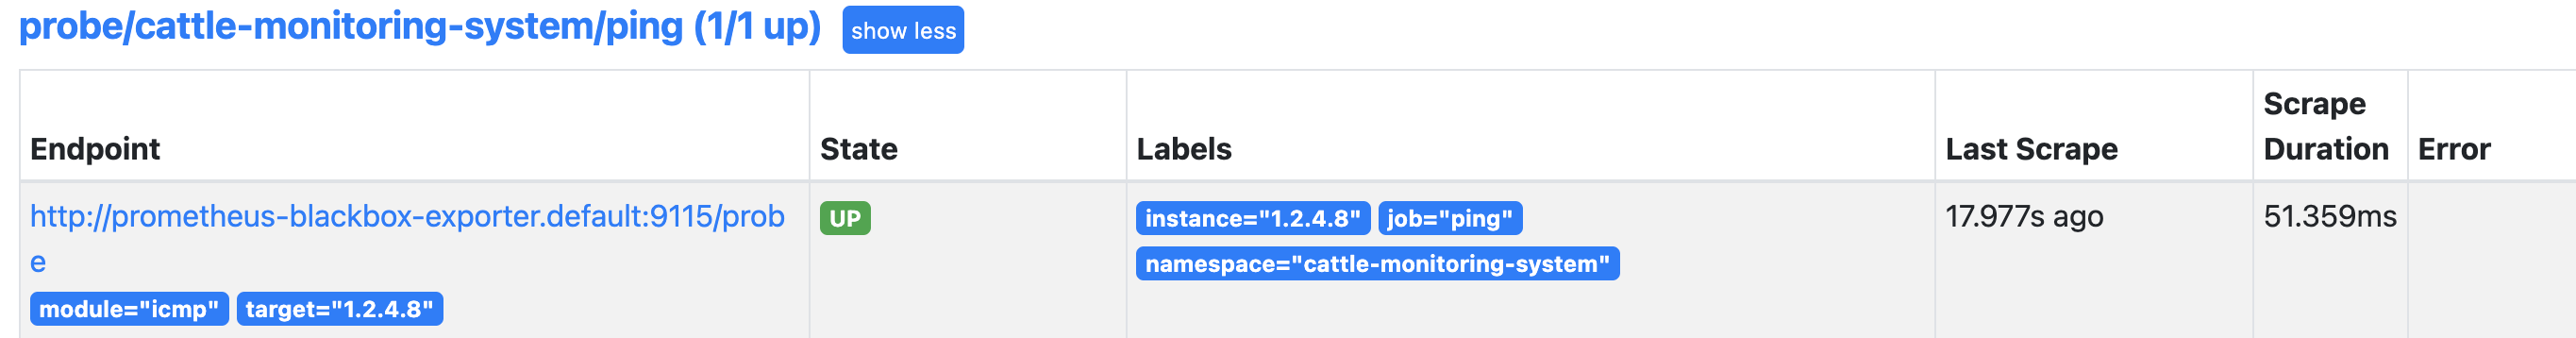 probe/cattle-monitoring-system/ping (1/1 up) show less
Endpoint State Labels Last Scrape Scrape Duration Error
http://prometheus-blackbox-exporter.default:9115/prob
e
module="icmp" target="1.2.4.8"
UP
instance="1.2.4.8" job="ping"
namespace="cattle-monitoring-system"
17.977s ago
51.359ms